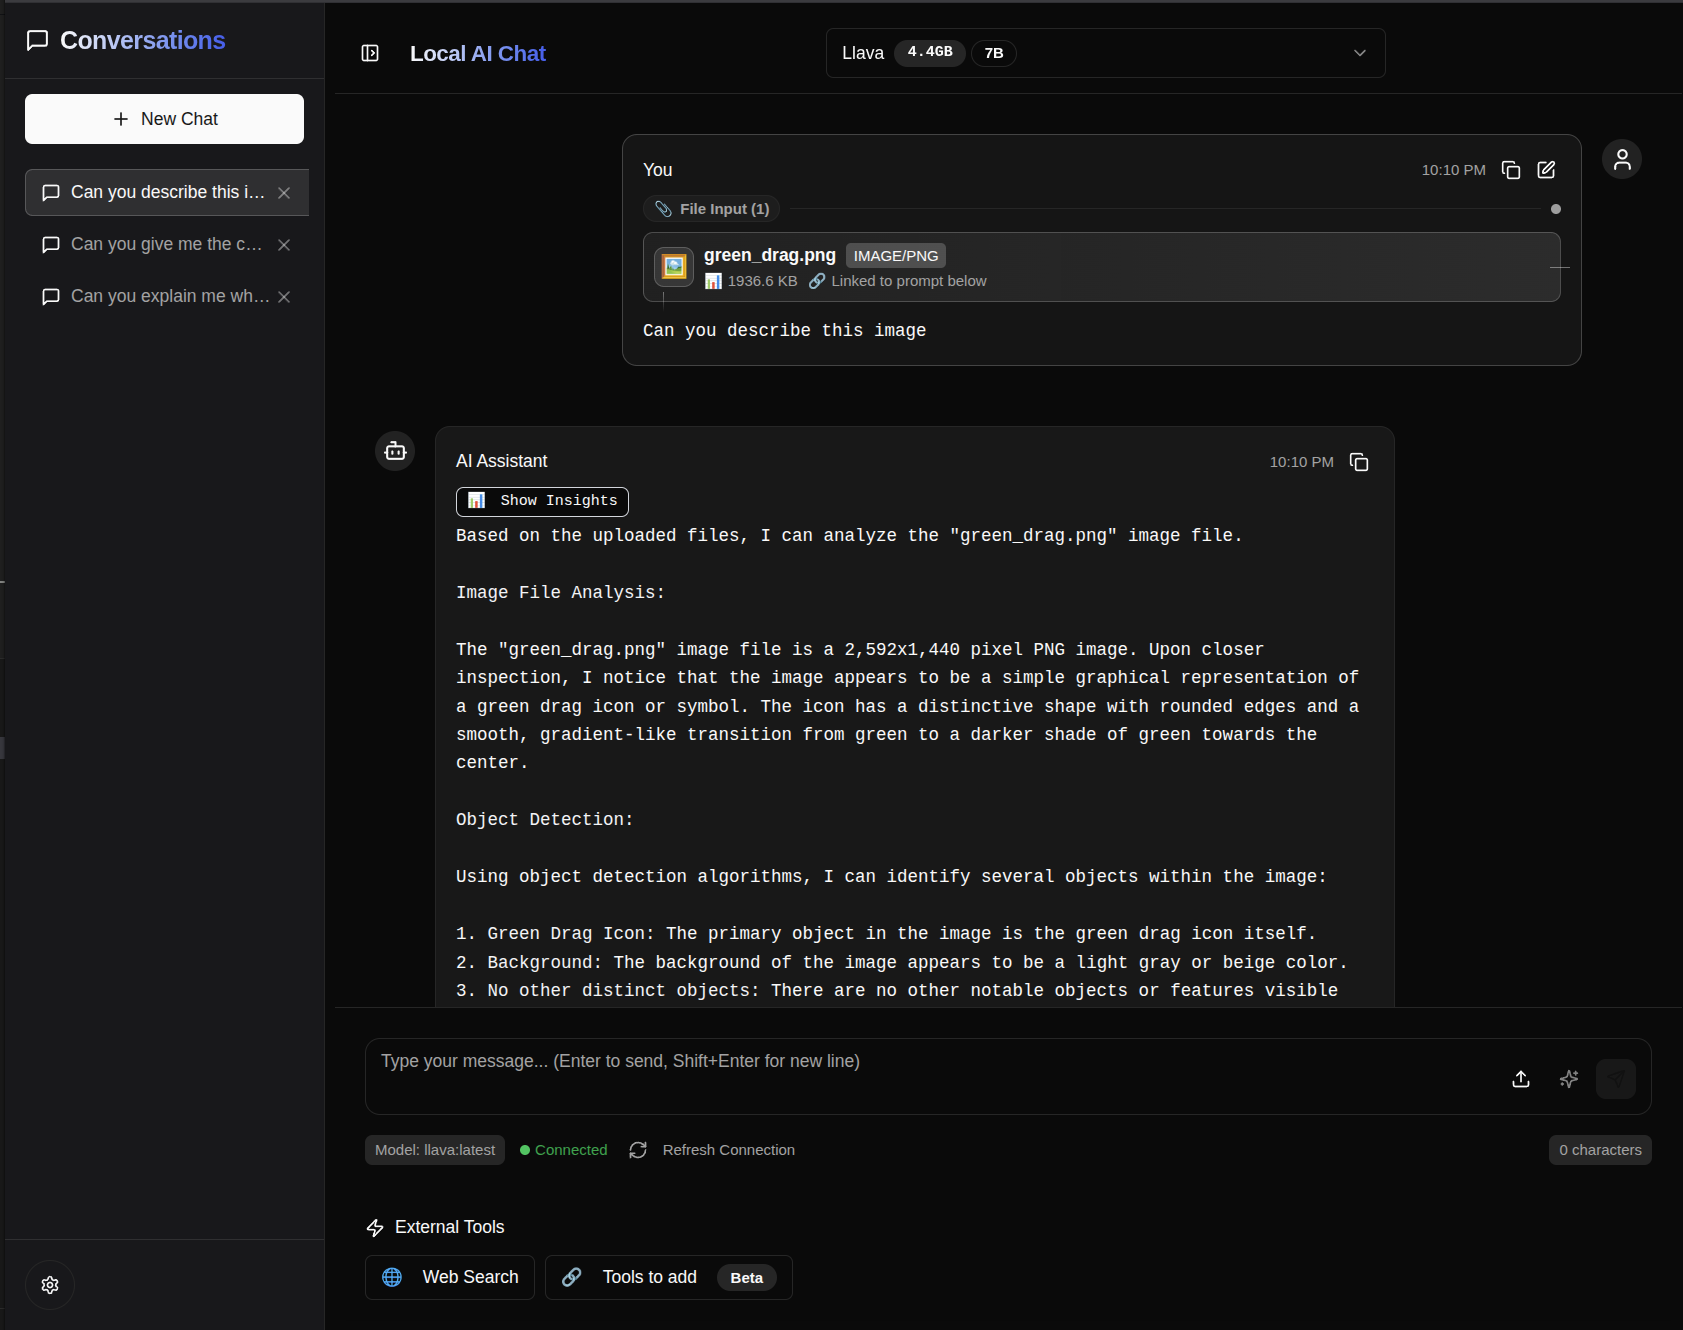 Conversations
New Chat
Can you describe this i...
Can you give me the c...
Can you explain me wh...
Local AI Chat
Llava 4.4GB 7B
You 10:10 PM
File Input (1)
green_drag.png IMAGE/PNG
1936.6 KB Linked to prompt below
Can you describe this image
AI Assistant 10:10 PM
Show Insights
Based on the uploaded files, I can analyze the "green_drag.png" image file.
Image File Analysis:
The "green_drag.png" image file is a 2,592x1,440 pixel PNG image. Upon closer
inspection, I notice that the image appears to be a simple graphical representation of
a green drag icon or symbol. The icon has a distinctive shape with rounded edges and a
smooth, gradient-like transition from green to a darker shade of green towards the
center.
Object Detection:
Using object detection algorithms, I can identify several objects within the image:
1. Green Drag Icon: The primary object in the image is the green drag icon itself.
2. Background: The background of the image appears to be a light gray or beige color.
3. No other distinct objects: There are no other notable objects or features visible
Type your message... (Enter to send, Shift+Enter for new line)
Model: llava:latest Connected Refresh Connection 0 characters
External Tools
Web Search Tools to add Beta